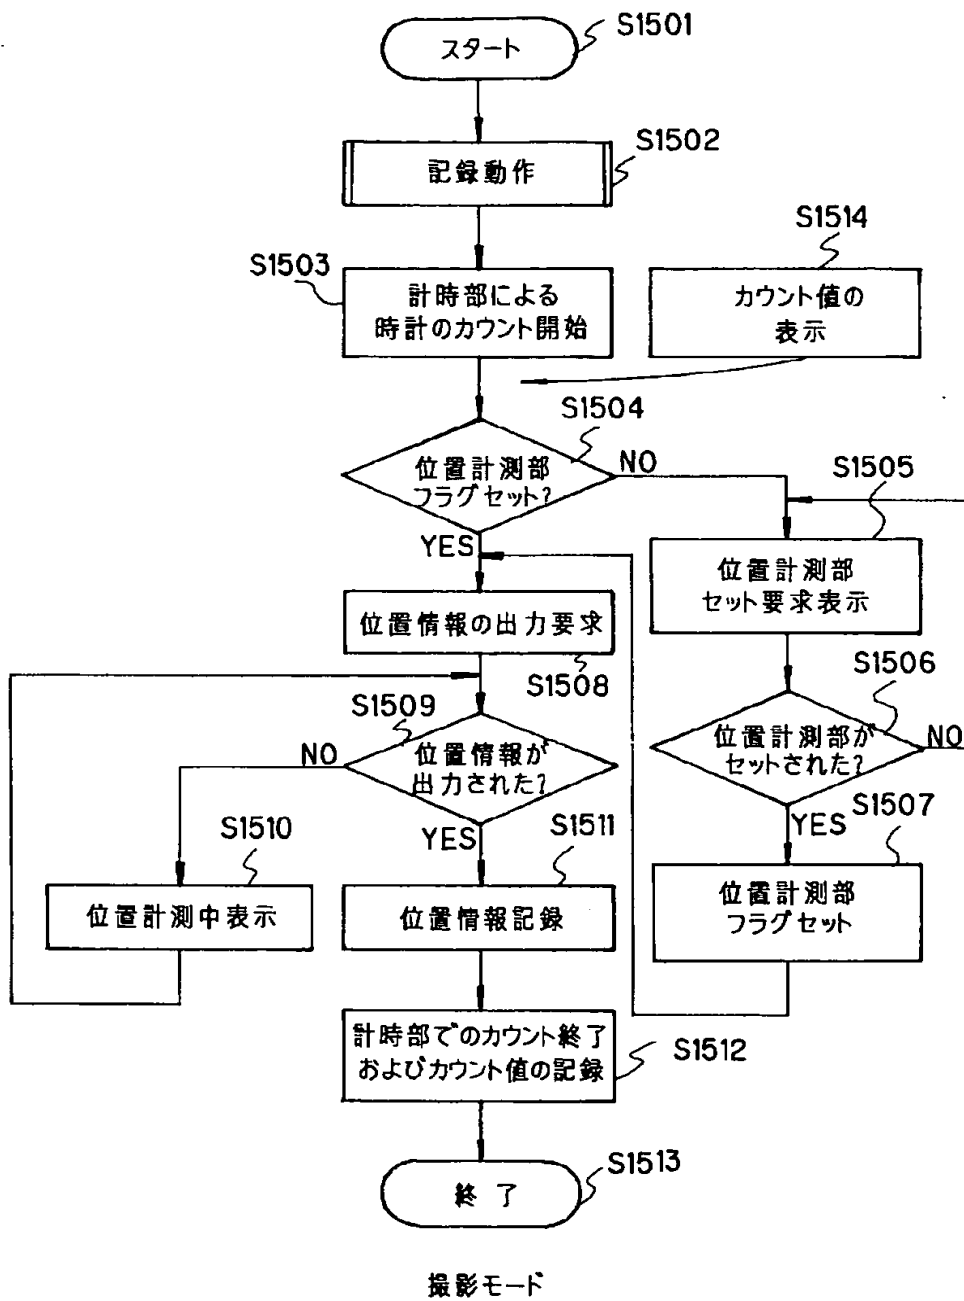 スタート
S1501
記録動作
S1502
S1503
計時部による
時計のカウント開始
S1514
カウント値の
表示
S1504
位置計測部
フラグセット?
NO
YES
S1505
位置計測部
セット要求表示
位置情報の出力要求
S1508
S1506
位置計測部が
セットされた?
NO
YES
S1509
位置情報が
出力された?
NO
YES
S1507
位置計測部
フラグセット
S1510
位置計測中表示
S1511
位置情報記録
計時部でのカウント終了
およびカウント値の記録
S1512
終了
S1513
撮影モード